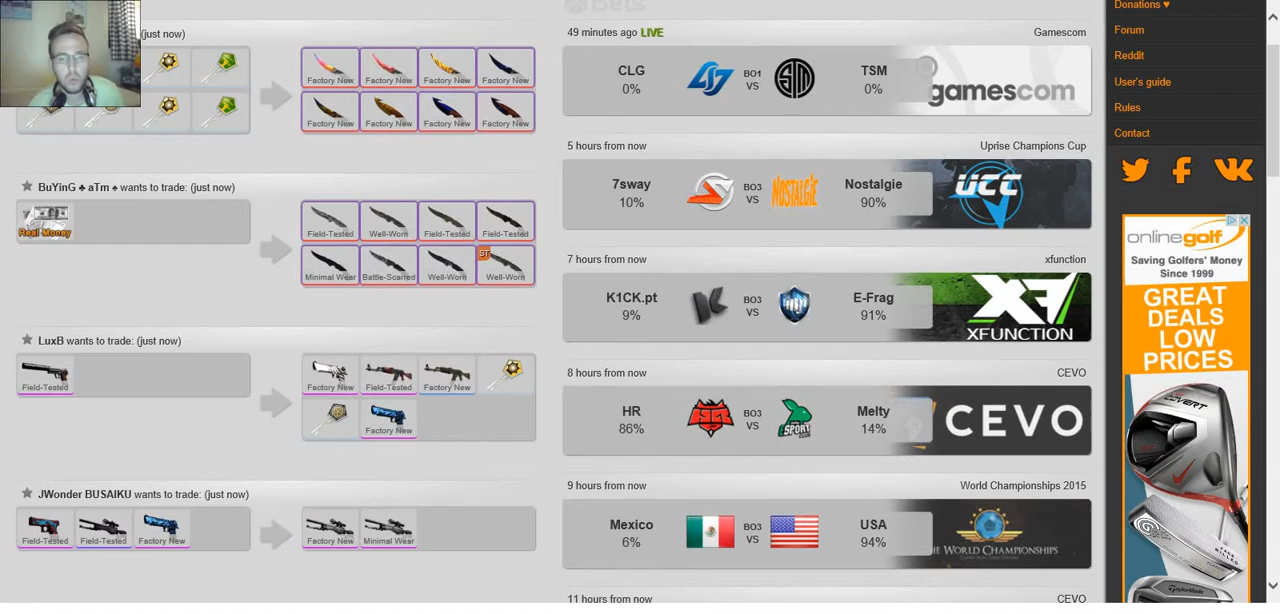 (just now)
Factory New Factory New Factory New Factory New
Factory New Factory New Factory New Factory New
BuYinG ♣ aTm ♠ wants to trade: (just now)
Real Money
Field-Tested Well-Worn Field-Tested Field-Tested
Minimal Wear Battle-Scarred Well-Worn ST Well-Worn
LuxB wants to trade: (just now)
Field-Tested
Factory New Field-Tested Factory New
Factory New
JWonder BUSAIKU wants to trade: (just now)
Field-Tested Field-Tested Factory New
Factory New Minimal Wear
Bets
49 minutes ago LIVE Gamescom
CLG BO1 TSM
0% VS 0%
gamescom
5 hours from now Uprise Champions Cup
7sway BO3 Nostalgie
10% VS 90%
NOSTALGIE
UCC
7 hours from now xfunction
K1CK.pt BO3 E-Frag
9% VS 91%
XF
XFUNCTION
8 hours from now CEVO
HR BO3 Melty
86% VS 14%
ESPORT
CLUB
CEVO
9 hours from now World Championships 2015
Mexico BO3 USA
6% VS 94%
THE WORLD CHAMPIONSHIPS
11 hours from now CEVO
Donations ♥
Forum
Reddit
User's guide
Rules
Contact
onlinegolf
Saving Golfers' Money
Since 1999
GREAT
DEALS
LOW
PRICES
COVERT
TaylorMade